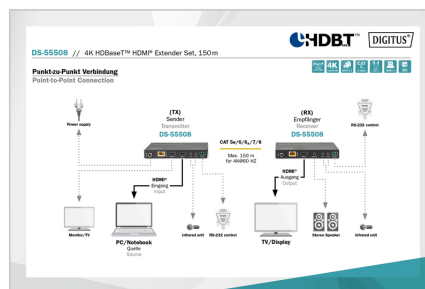 HDBT™ DIGITUS®
DS-55508 // 4K HDBaseT™ HDMI® Extender Set, 150m
4K
Punkt-zu-Punkt Verbindung
Point-to-Point Connection
(TX)
Sender
Transmitter
DS-55508
(RX)
Empfänger
Receiver
DS-55508
Power supply
RS-232 control
CAT 5e/6/6A/7/8
Max. 150 m
for 4K@60 HZ
HDMI®
Eingang
Input
HDMI®
Ausgang
Output
Monitor/TV
PC/Notebook
Quelle
Source
Infrared unit
RS-232 control
TV/Display
Stereo Speaker
Infrared unit